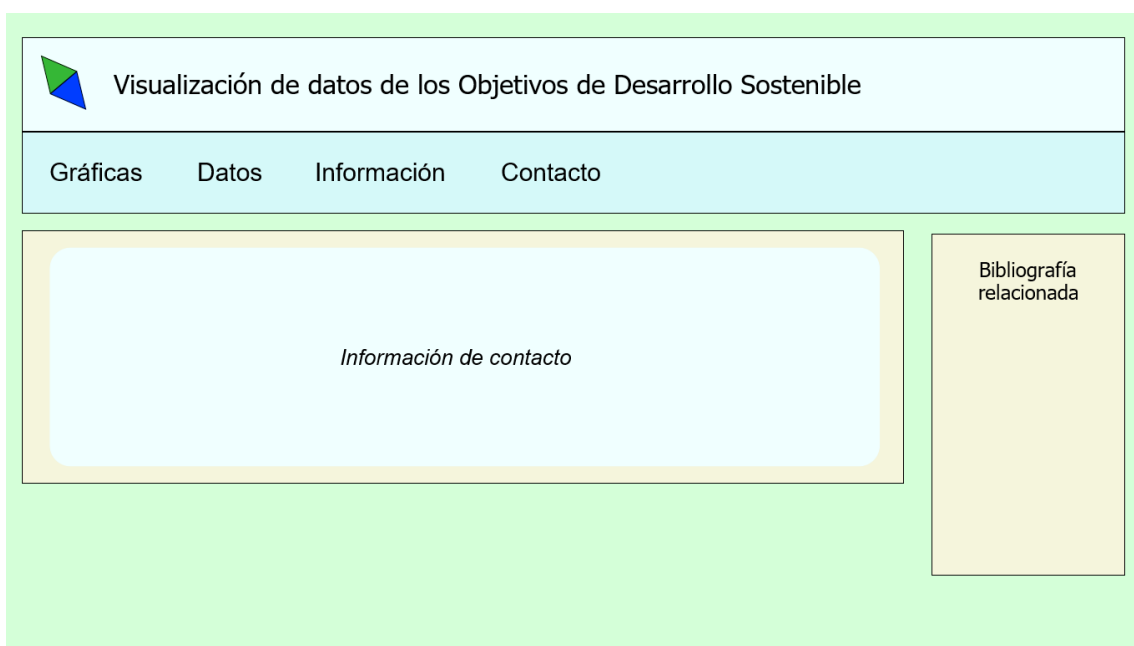 Visualización de datos de los Objetivos de Desarrollo Sostenible
Gráficas Datos Información Contacto
Información de contacto
Bibliografía
relacionada